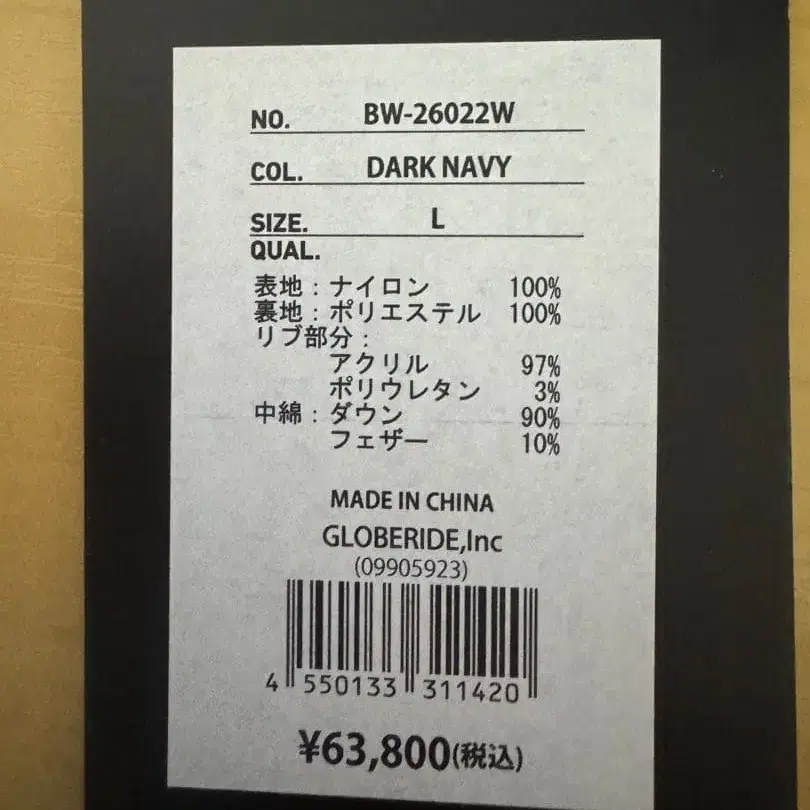 NO. BW-26022W
COL. DARK NAVY
SIZE. L
QUAL.
表地：ナイロン 100%
裏地：ポリエステル 100%
リブ部分：
アクリル 97%
ポリウレタン 3%
中綿：ダウン 90%
フェザー 10%
MADE IN CHINA
GLOBERIDE,Inc
(09905923)
4 550133 311420
¥63,800(税込)